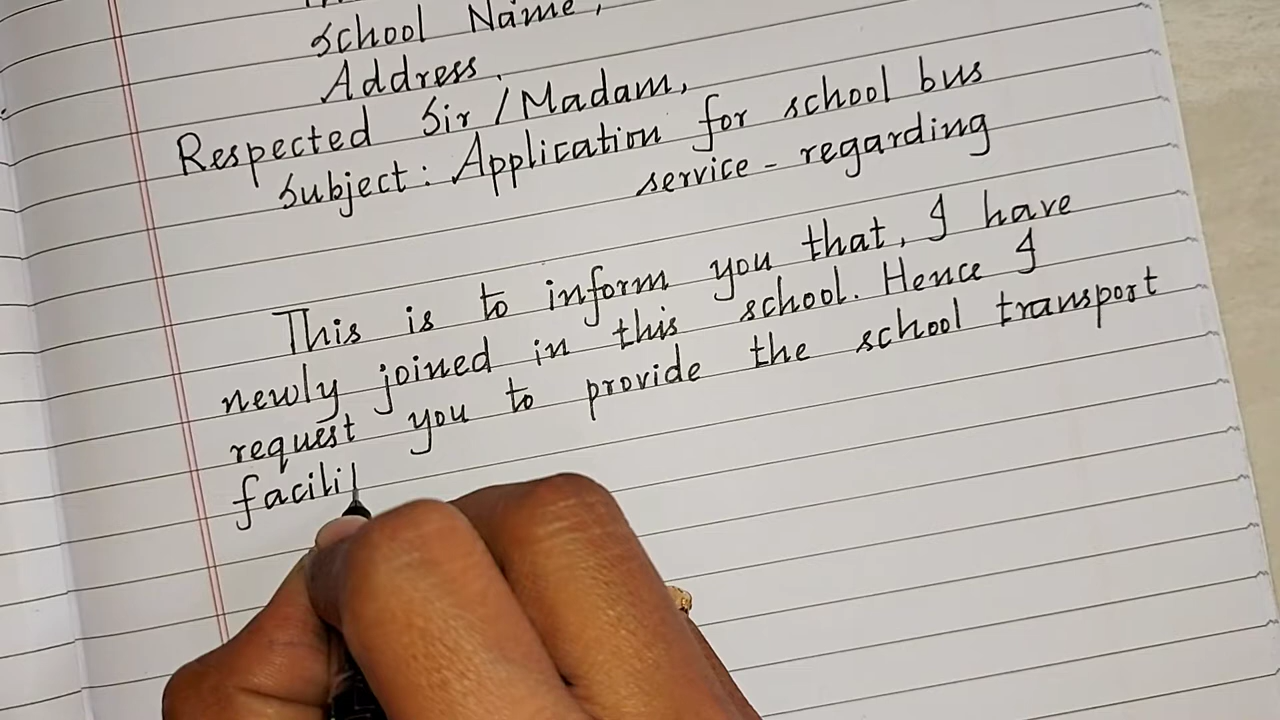 School Name,
Address.
Respected Sir/Madam,
Subject: Application for school bus
service - regarding
This is to inform you that, I have
newly joined in this school. Hence I
request you to provide the school transport